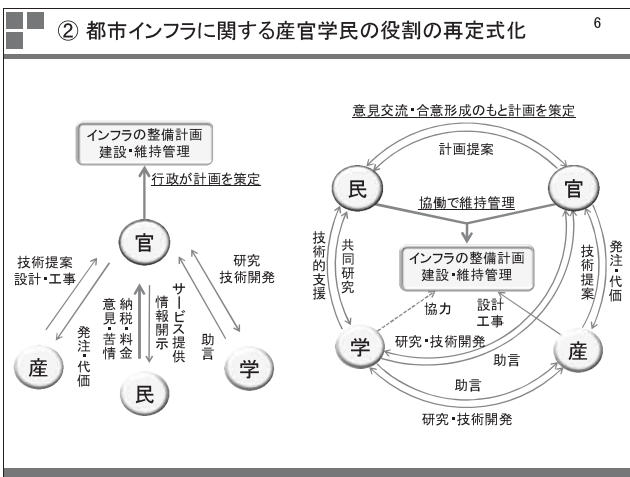 ② 都市インフラに関する産官学民の役割の再定式化
6
インフラの整備計画
建設・維持管理
行政が計画を策定
官
技術提案
設計・工事
発注・代価
納税・料金
意見・苦情
サービス提供
情報開示
研究
技術開発
助言
産
民
学
意見交流・合意形成のもと計画を策定
計画提案
民
官
協働で維持管理
技術的支援
共同研究
インフラの整備計画
建設・維持管理
技術提案
発注・代価
協力
設計
工事
学
産
研究・技術開発
助言
助言
研究・技術開発